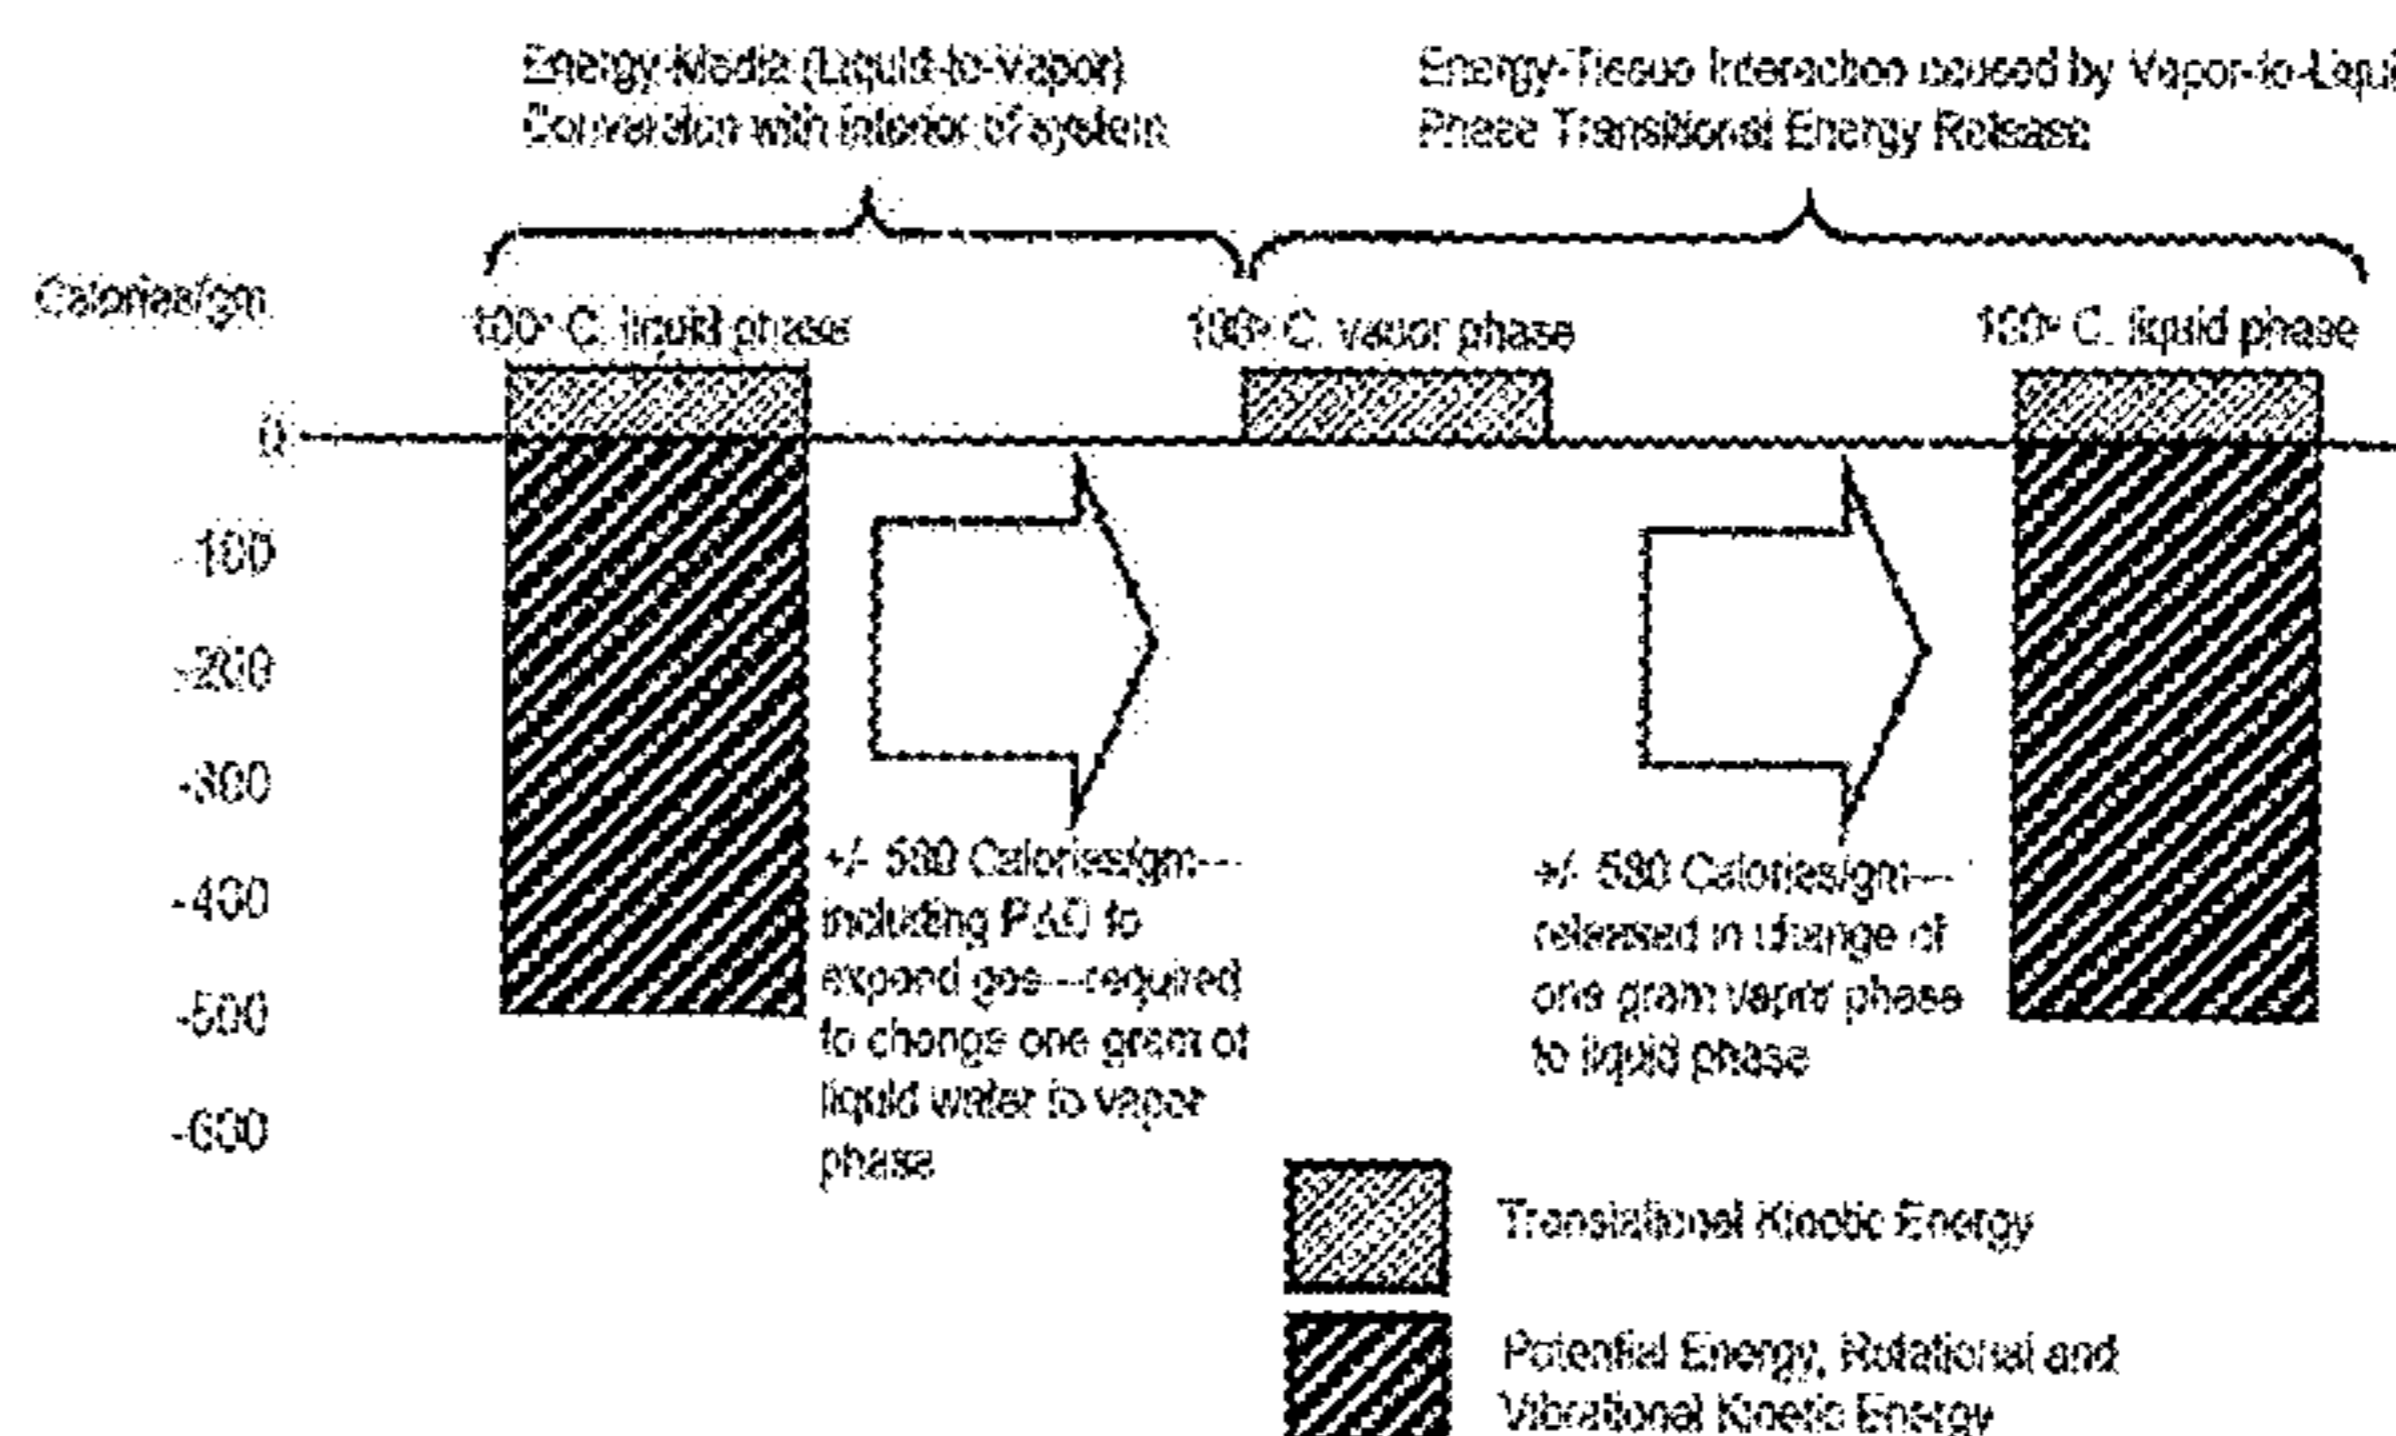 Energy-Media (Liquid-to-Vapor)
Conversion with interior of system
Energy-Tissue Interaction caused by Vapor-to-Liqui
Phase Transitional Energy Release
Calories/gm
100° C. liquid phase
100° C. vapor phase
100° C. liquid phase
0
-100
-200
-300
-400
-500
-600
+/- 580 Calories/gm---
including to
expand gas---required
to change one gram of
liquid water to vapor
phase
+/- 580 Calories/gm---
released in change of
one gram vapor phase
to liquid phase
Translational Kinetic Energy
Potential Energy, Rotational and
Vibrational Kinetic Energy